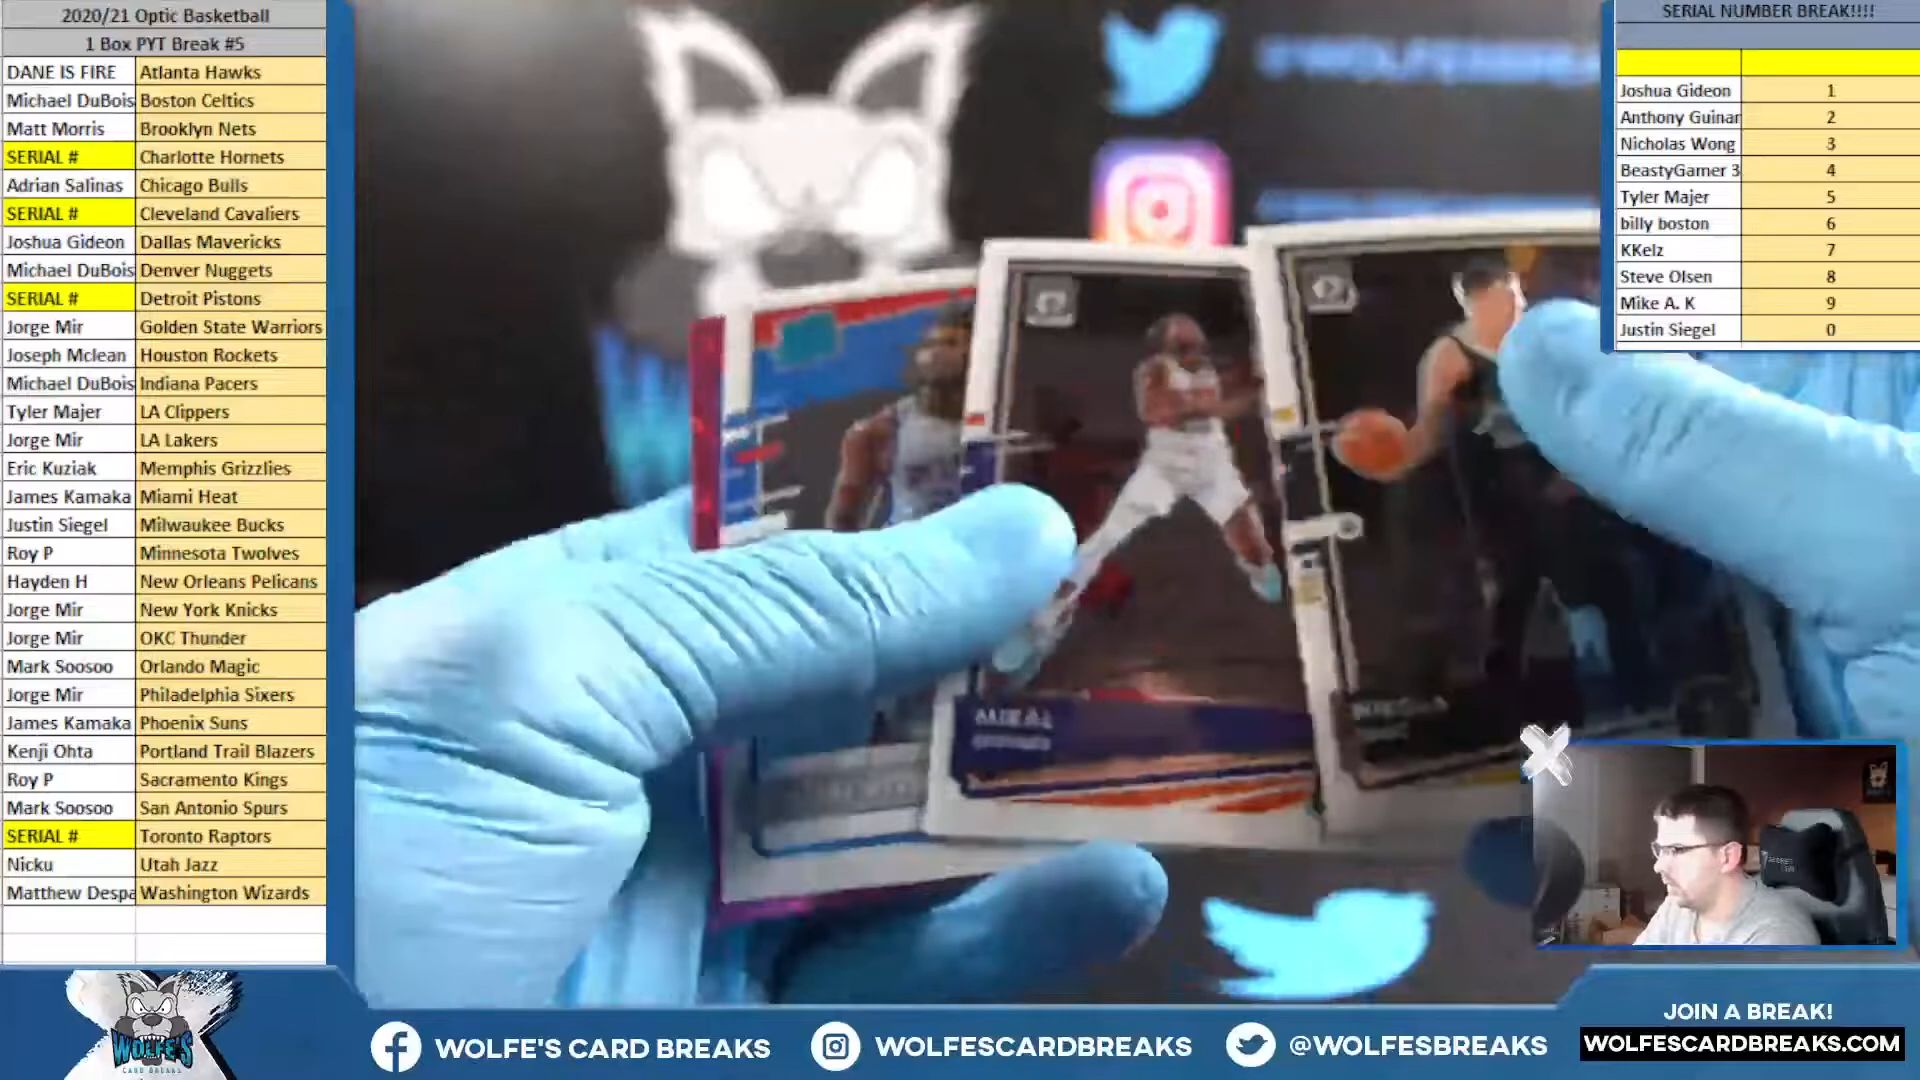 2020/21 Optic Basketball
1 Box PYT Break #5
DANE IS FIRE Atlanta Hawks
Michael DuBois Boston Celtics
Matt Morris Brooklyn Nets
SERIAL # Charlotte Hornets
Adrian Salinas Chicago Bulls
SERIAL # Cleveland Cavaliers
Joshua Gideon Dallas Mavericks
Michael DuBois Denver Nuggets
SERIAL # Detroit Pistons
Jorge Mir Golden State Warriors
Joseph Mclean Houston Rockets
Michael DuBois Indiana Pacers
Tyler Majer LA Clippers
Jorge Mir LA Lakers
Eric Kuziak Memphis Grizzlies
James Kamaka Miami Heat
Justin Siegel Milwaukee Bucks
Roy P Minnesota Twolves
Hayden H New Orleans Pelicans
Jorge Mir New York Knicks
Jorge Mir OKC Thunder
Mark Soosoo Orlando Magic
Jorge Mir Philadelphia Sixers
James Kamaka Phoenix Suns
Kenji Ohta Portland Trail Blazers
Roy P Sacramento Kings
Mark Soosoo San Antonio Spurs
SERIAL # Toronto Raptors
Nicku Utah Jazz
Matthew Despa Washington Wizards
SERIAL NUMBER BREAK!!!!
Joshua Gideon 1
Anthony Guinar 2
Nicholas Wong 3
BeastyGamer 3 4
Tyler Majer 5
billy boston 6
KKelz 7
Steve Olsen 8
Mike A. K 9
Justin Siegel 0
MIKAL
BRIDGES
WOLFE'S
CARD BREAKS
WOLFE'S CARD BREAKS
WOLFESCARDBREAKS
@WOLFESBREAKS
JOIN A BREAK!
WOLFESCARDBREAKS.COM